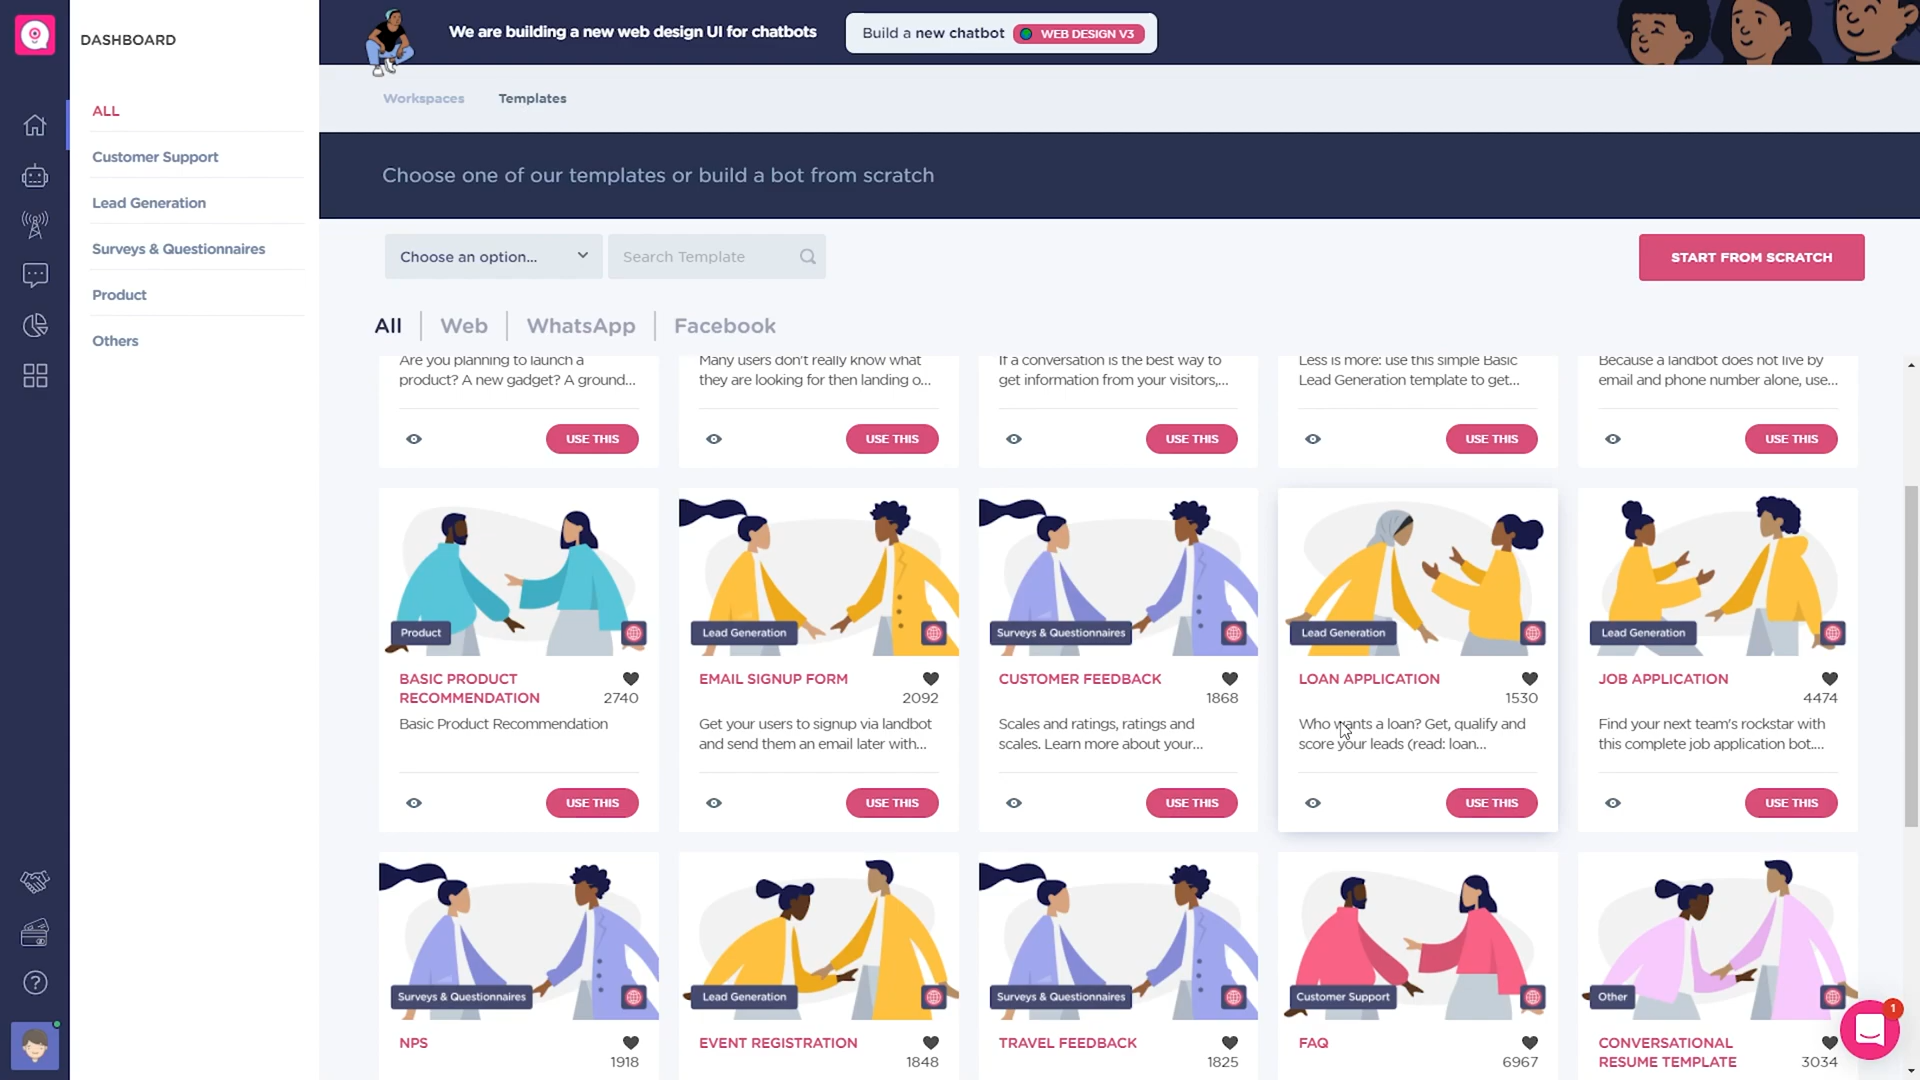 DASHBOARD
We are building a new web design UI for chatbots
Build a new chatbot
WEB DESIGN V3
ALL
Customer Support
Lead Generation
Surveys & Questionnaires
Product
Others
Workspaces
Templates
Choose one of our templates or build a bot from scratch
Choose an option...
Search Template
START FROM SCRATCH
All
Web
WhatsApp
Facebook
Are you planning to launch a
product? A new gadget? A ground...
USE THIS
Many users don't really know what
they are looking for then landing o...
USE THIS
If a conversation is the best way to
get information from your visitors,...
USE THIS
Less is more: use this simple Basic
Lead Generation template to get...
USE THIS
Because a landbot does not live by
email and phone number alone, use...
USE THIS
Product
BASIC PRODUCT
RECOMMENDATION
2740
Basic Product Recommendation
USE THIS
Lead Generation
EMAIL SIGNUP FORM
2092
Get your users to signup via landbot
and send them an email later with...
USE THIS
Surveys & Questionnaires
CUSTOMER FEEDBACK
1868
Scales and ratings, ratings and
scales. Learn more about your...
USE THIS
Lead Generation
LOAN APPLICATION
1530
Who wants a loan? Get, qualify and
score your leads (read: loan...
USE THIS
Lead Generation
JOB APPLICATION
4474
Find your next team's rockstar with
this complete job application bot....
USE THIS
Surveys & Questionnaires
NPS
1918
Lead Generation
EVENT REGISTRATION
1848
Surveys & Questionnaires
TRAVEL FEEDBACK
1825
Customer Support
FAQ
6967
Other
CONVERSATIONAL
RESUME TEMPLATE
3034
1